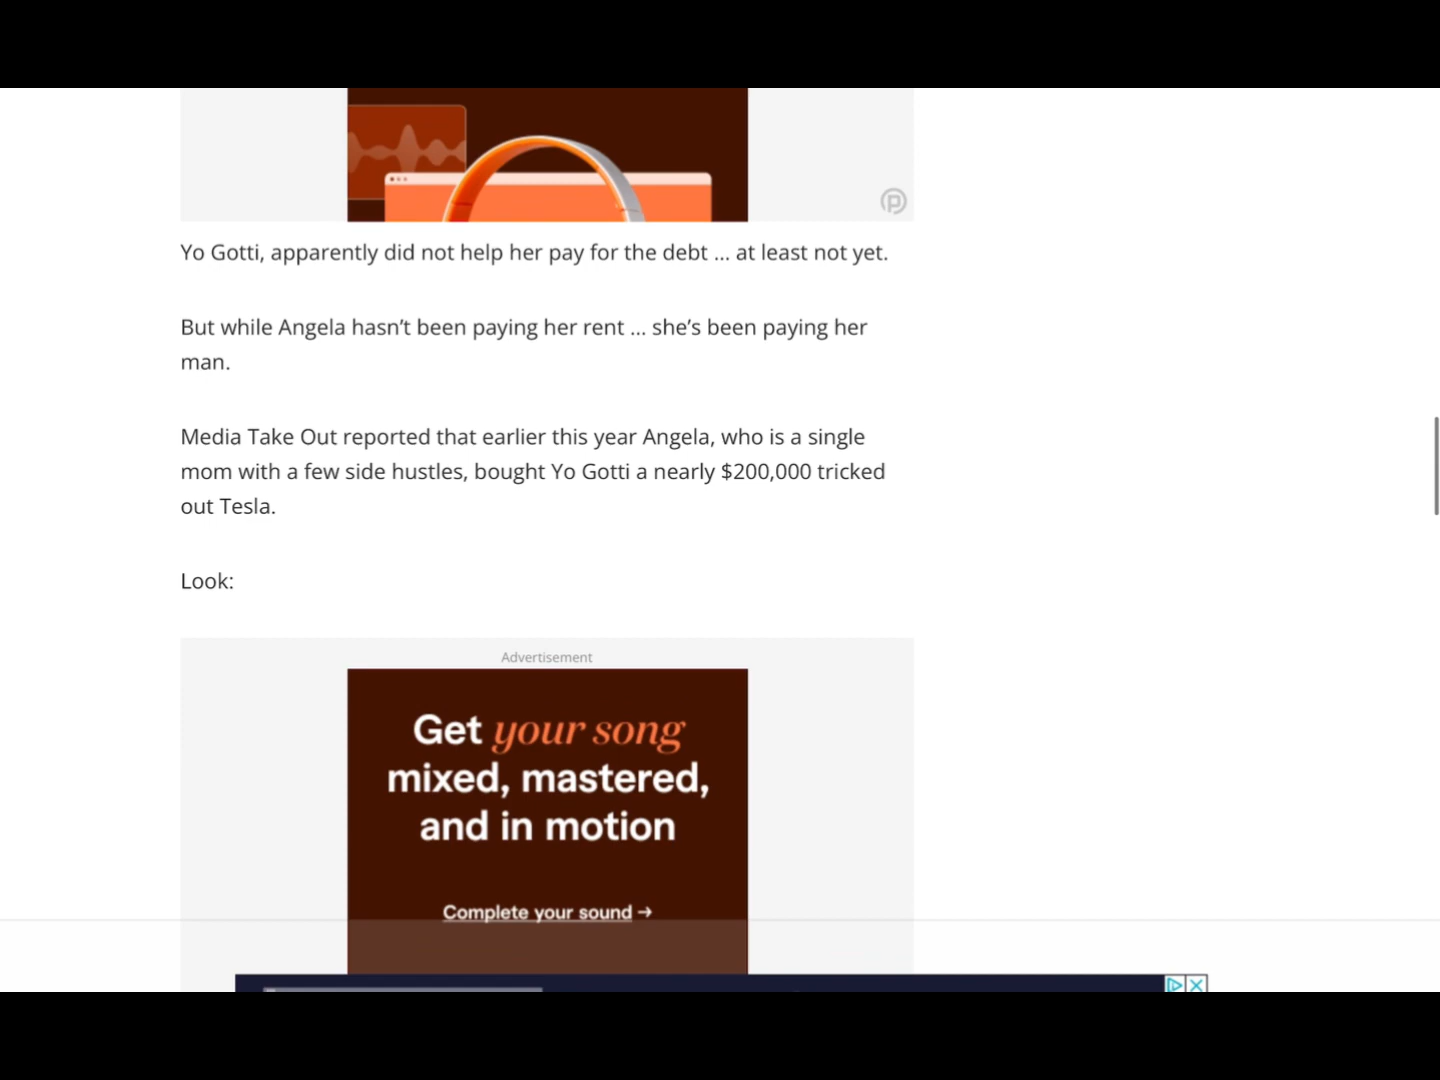 Yo Gotti, apparently did not help her pay for the debt ... at least not yet.
But while Angela hasn’t been paying her rent ... she’s been paying her
man.
Media Take Out reported that earlier this year Angela, who is a single
mom with a few side hustles, bought Yo Gotti a nearly $200,000 tricked
out Tesla.
Look:
Advertisement
Get your song
mixed, mastered,
and in motion
Complete your sound →